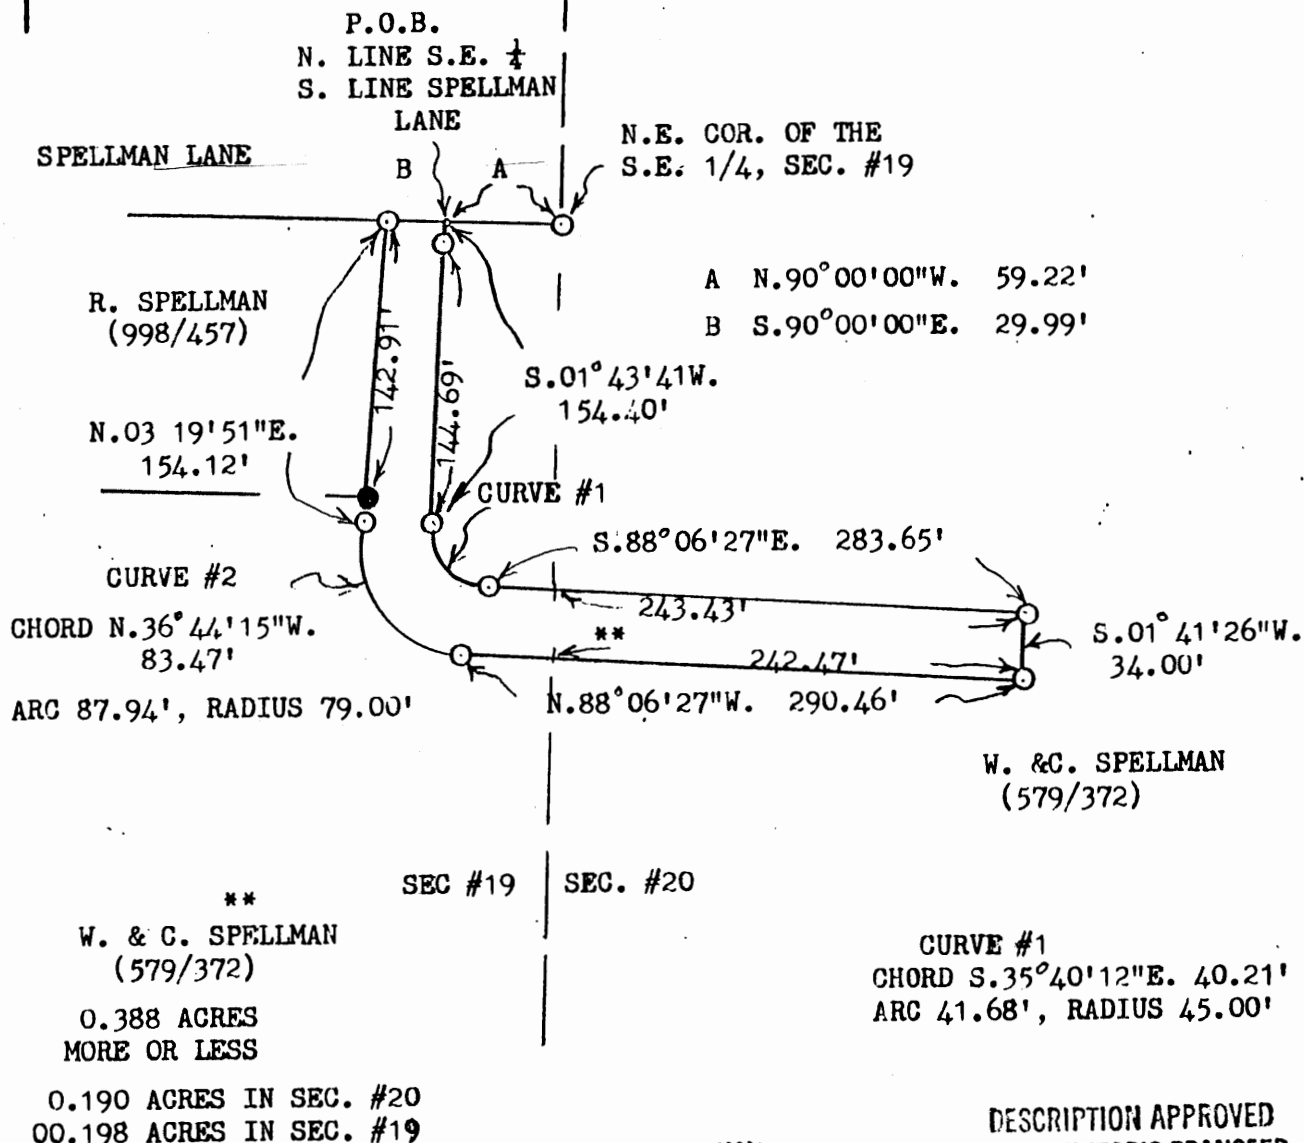 P.O.B.
N. LINE S.E. ¼
S. LINE SPELLMAN
LANE
SPELLMAN LANE
B
A
N.E. COR. OF THE
S.E. 1/4, SEC. #19
A N.90°00'00"W. 59.22'
B S.90°00'00"E. 29.99'
R. SPELLMAN
(998/457)
142.91'
144.69'
S.01°43'41W.
154.40'
N.03 19'51"E.
154.12'
CURVE #1
S.88°06'27"E. 283.65'
CURVE #2
243.43'
**
CHORD N.36°44'15"W.
83.47'
S.01°41'26"W.
34.00'
242.47'
ARC 87.94', RADIUS 79.00'
N.88°06'27"W. 290.46'
W. &C. SPELLMAN
(579/372)
SEC #19
SEC. #20
**
W. & C. SPELLMAN
(579/372)
0.388 ACRES
MORE OR LESS
0.190 ACRES IN SEC. #20
00.198 ACRES IN SEC. #19
CURVE #1
CHORD S.35°40'12"E. 40.21'
ARC 41.68', RADIUS 45.00'
DESCRIPTION APPROVED